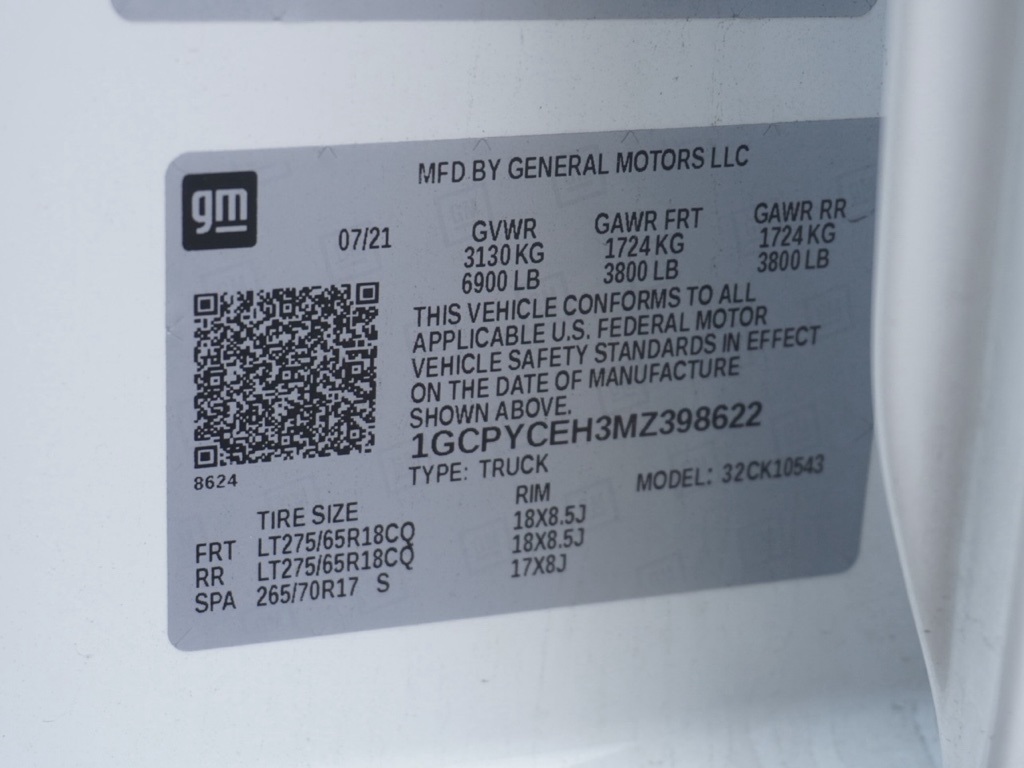 gm
MFD BY GENERAL MOTORS LLC
07/21
GVWR GAWR FRT GAWR RR
3130 KG 1724 KG 1724 KG
6900 LB 3800 LB 3800 LB
THIS VEHICLE CONFORMS TO ALL
APPLICABLE U.S. FEDERAL MOTOR
VEHICLE SAFETY STANDARDS IN EFFECT
ON THE DATE OF MANUFACTURE
SHOWN ABOVE.
1GCPYCEH3MZ398622
8624
TYPE: TRUCK MODEL: 32CK10543
TIRE SIZE RIM
FRT LT275/65R18CQ 18X8.5J
RR LT275/65R18CQ 18X8.5J
SPA 265/70R17 S 17X8J